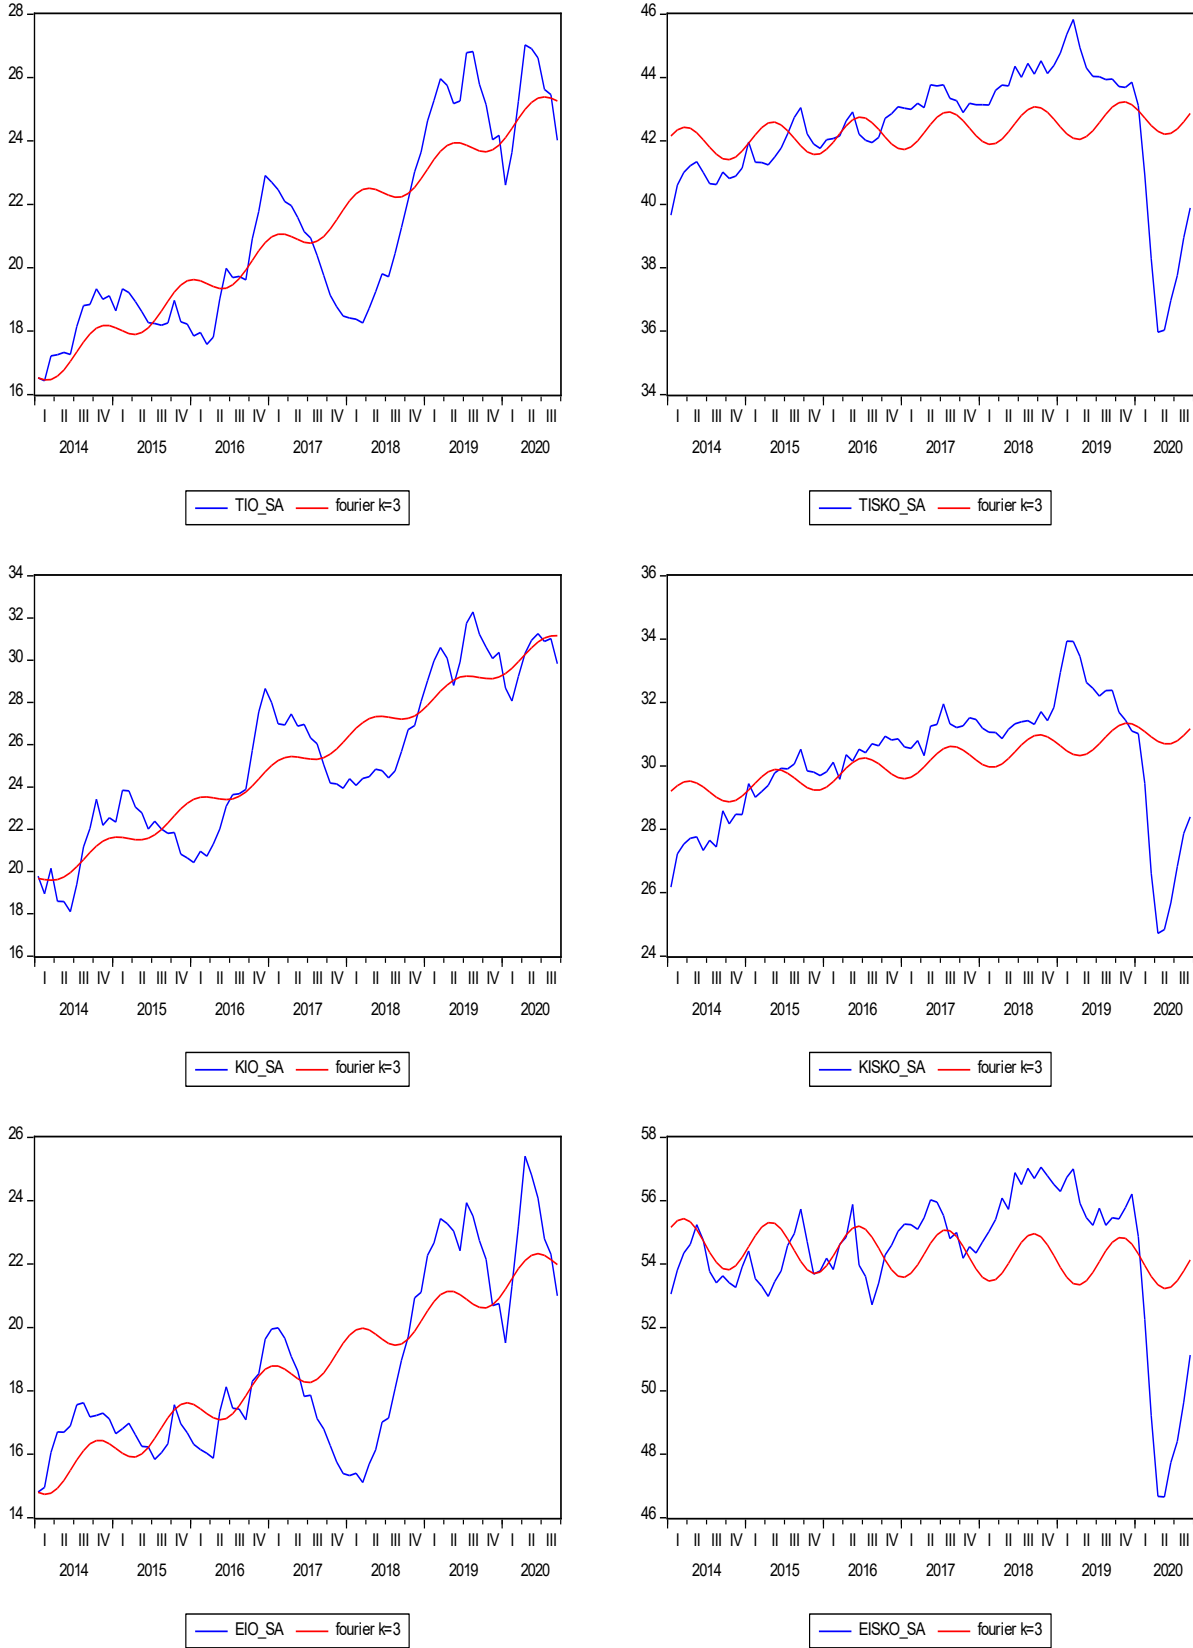 28
26
24
22
20
18
16
I II III IV I II III IV I II III IV I II III IV I II III IV I II III IV I II III
2014 2015 2016 2017 2018 2019 2020
TIO_SA fourier k=3
46
44
42
40
38
36
34
I II III IV I II III IV I II III IV I II III IV I II III IV I II III IV I II III
2014 2015 2016 2017 2018 2019 2020
TISKO_SA fourier k=3
34
32
30
28
26
24
22
20
18
16
I II III IV I II III IV I II III IV I II III IV I II III IV I II III IV I II III
2014 2015 2016 2017 2018 2019 2020
KIO_SA fourier k=3
36
34
32
30
28
26
24
I II III IV I II III IV I II III IV I II III IV I II III IV I II III IV I II III
2014 2015 2016 2017 2018 2019 2020
KISKO_SA fourier k=3
26
24
22
20
18
16
14
I II III IV I II III IV I II III IV I II III IV I II III IV I II III IV I II III
2014 2015 2016 2017 2018 2019 2020
EIO_SA fourier k=3
58
56
54
52
50
48
46
I II III IV I II III IV I II III IV I II III IV I II III IV I II III IV I II III
2014 2015 2016 2017 2018 2019 2020
EISKO_SA fourier k=3